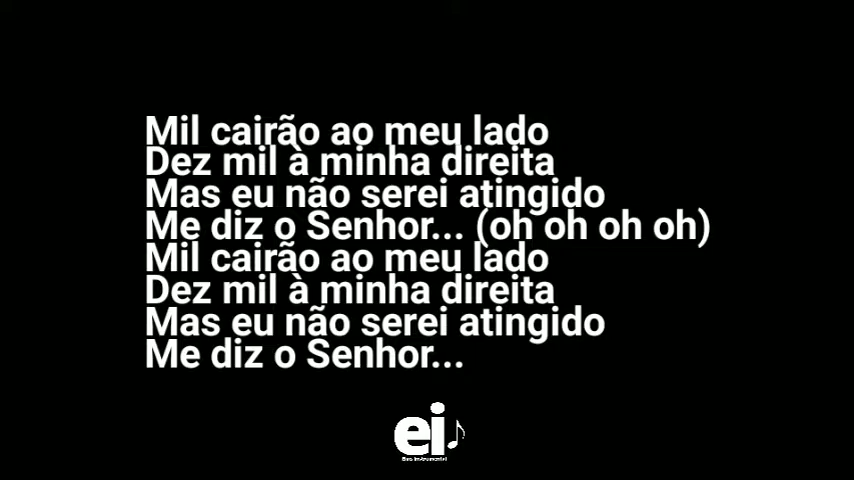 Mil cairão ao meu lado
Dez mil à minha direita
Mas eu não serei atingido
Me diz o Senhor... (oh oh oh oh)
Mil cairão ao meu lado
Dez mil à minha direita
Mas eu não serei atingido
Me diz o Senhor...
ei